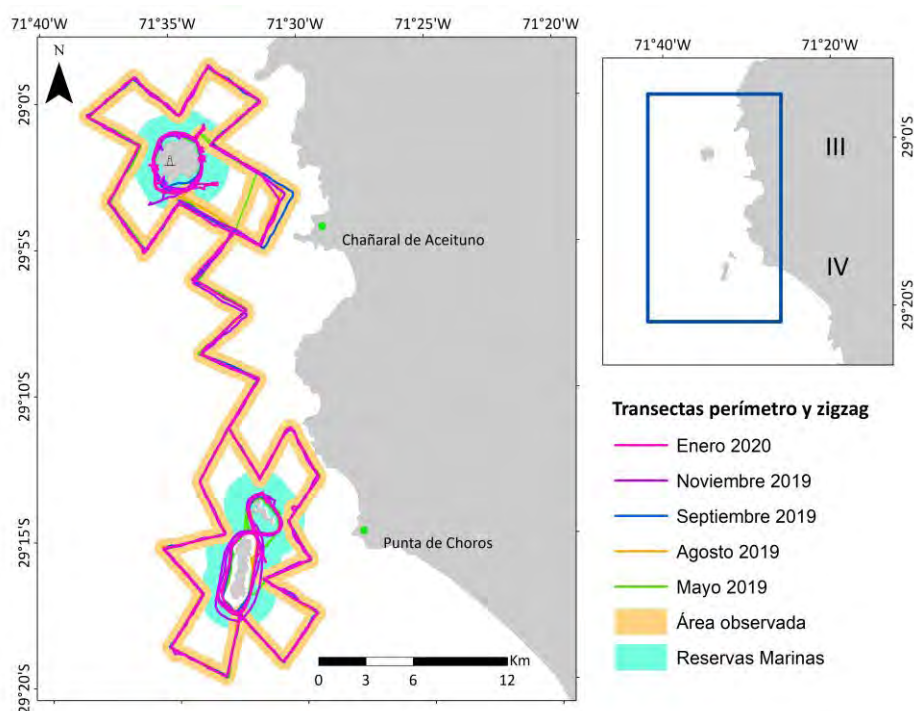 71°40'W 71°35'W 71°30'W 71°25'W 71°20'W
N
29°0'S
29°5'S
29°10'S
29°15'S
29°20'S
Chañaral de Aceituno
Punta de Choros
Km
0 3 6 12
71°40'W 71°20'W
29°0'S
29°20'S
III
IV
Transectas perímetro y zigzag
Enero 2020
Noviembre 2019
Septiembre 2019
Agosto 2019
Mayo 2019
Área observada
Reservas Marinas